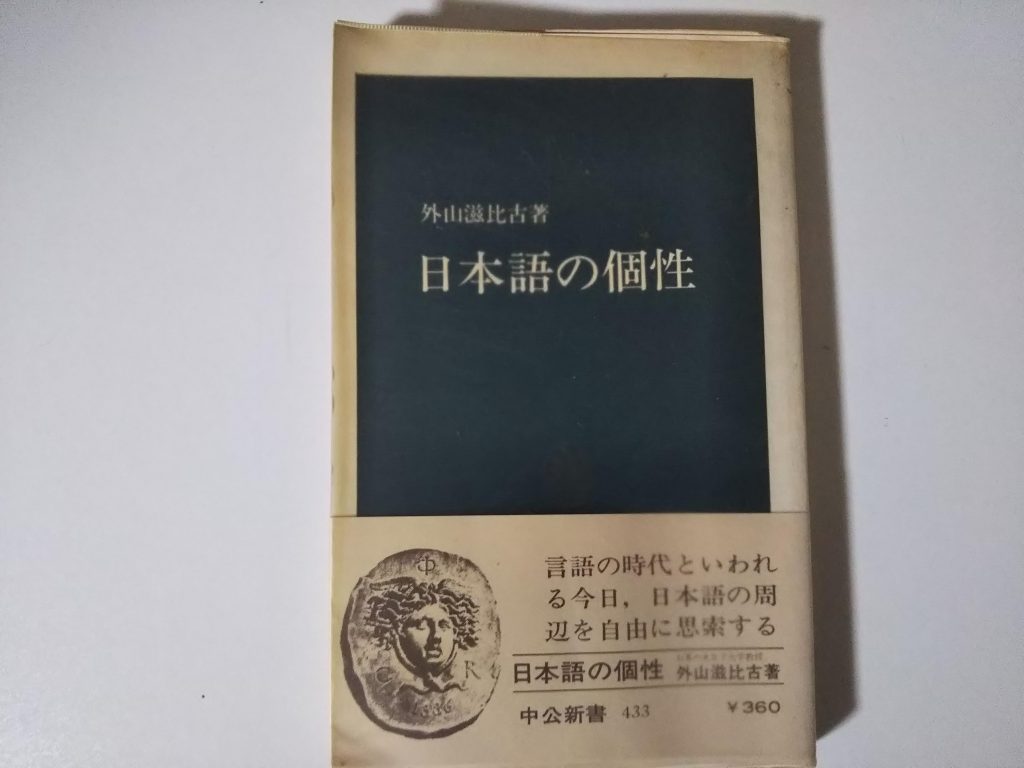 外山滋比古著
日本語の個性
言語の時代といわれ
る今日，日本語の周
辺を自由に思索する
日本語の個性 外山滋比古著
中公新書 433 ￥360
C R